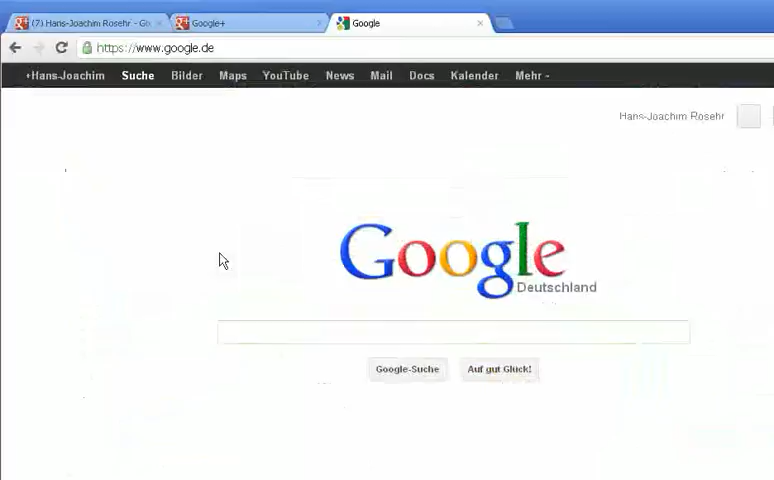 (7) Hans-Joachim Rosehr - Go
Google+
Google
https://www.google.de
+Hans-Joachim Suche Bilder Maps YouTube News Mail Docs Kalender Mehr
Hans-Joachim Rosehr
Google
Deutschland
Google-Suche
Auf gut Glück!